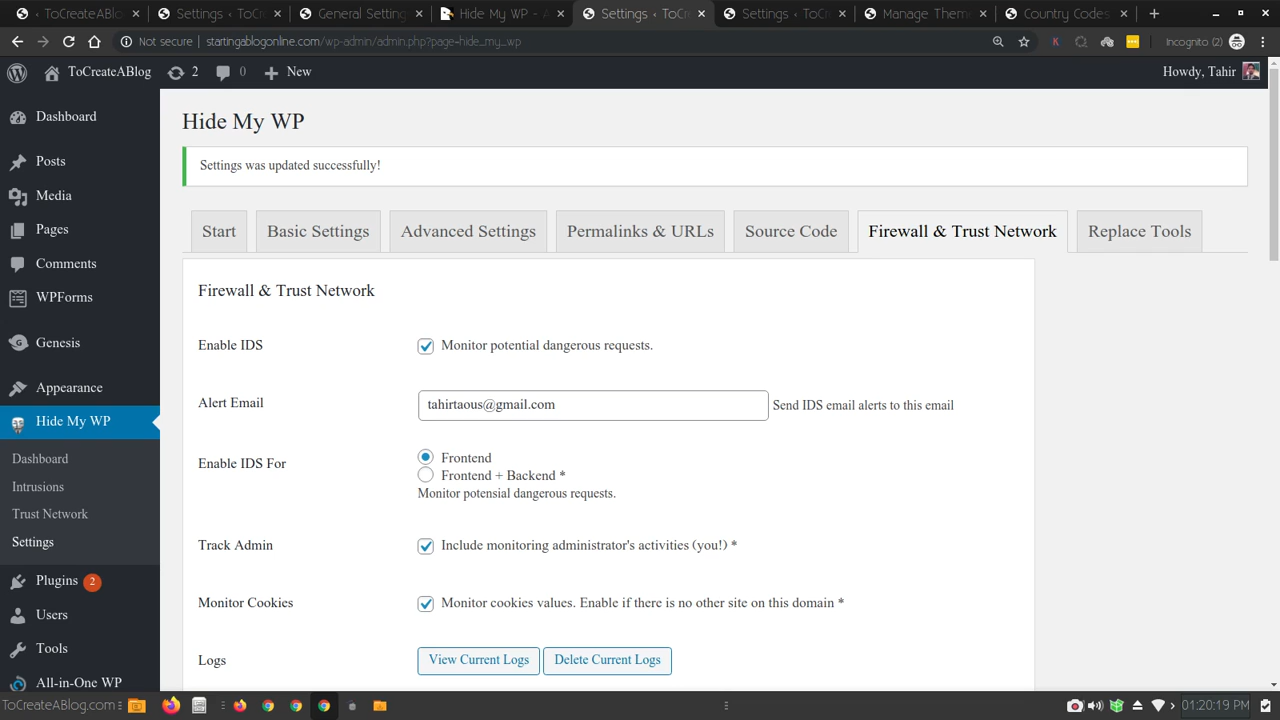 ToCreateABlo
Settings ‹ ToCr
General Setting
Hide My WP - A
Settings ‹ ToCr
Settings ‹ ToCr
Manage Them
Country Codes
Not secure | startingablogonline.com/wp-admin/admin.php?page=hide_my_wp
Incognito (2)
ToCreateABlog
2
0
New
Howdy, Tahir
Dashboard
Posts
Media
Pages
Comments
WPForms
Genesis
Appearance
Hide My WP
Dashboard
Intrusions
Trust Network
Settings
Plugins 2
Users
Tools
All-in-One WP
Hide My WP
Settings was updated successfully!
Start
Basic Settings
Advanced Settings
Permalinks & URLs
Source Code
Firewall & Trust Network
Replace Tools
Firewall & Trust Network
Enable IDS
Monitor potential dangerous requests.
Alert Email
tahirtaous@gmail.com
Send IDS email alerts to this email
Enable IDS For
Frontend
Frontend + Backend *
Monitor potensial dangerous requests.
Track Admin
Include monitoring administrator's activities (you!) *
Monitor Cookies
Monitor cookies values. Enable if there is no other site on this domain *
Logs
View Current Logs
Delete Current Logs
ToCreateABlog.com
01:20:19 PM